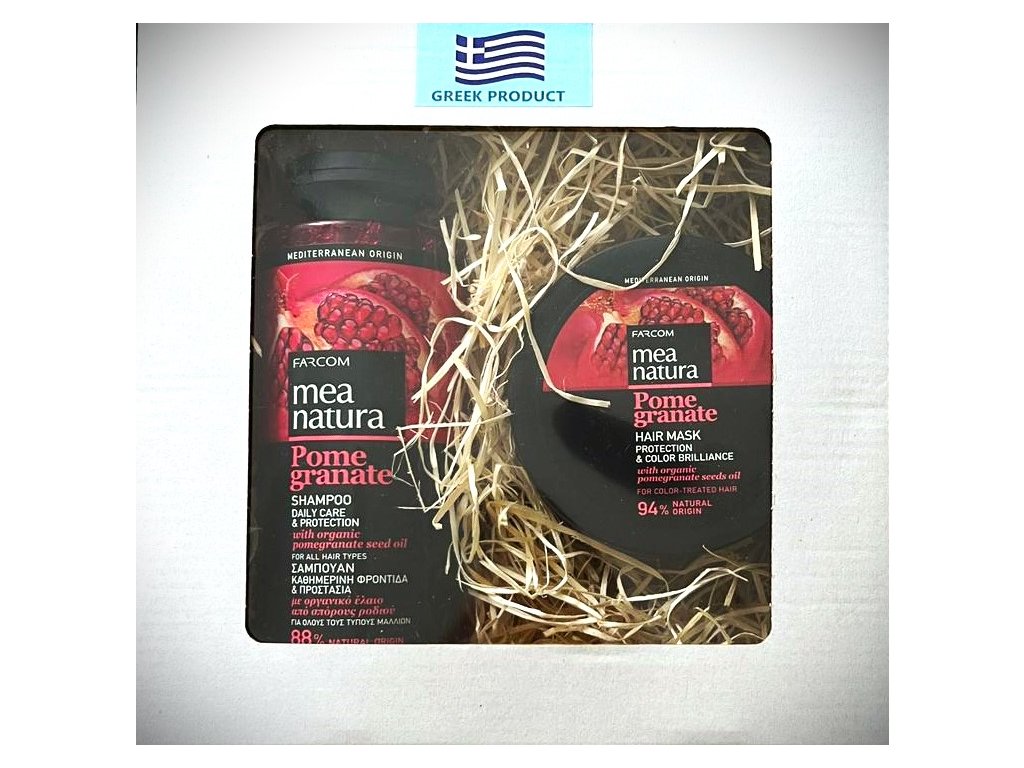 GREEK PRODUCT
MEDITERRANEAN ORIGIN
FARCOM
mea
natura
Pome
granate
SHAMPOO
DAILY CARE
& PROTECTION
with organic
pomegranate seed oil
FOR ALL HAIR TYPES
ΣΑΜΠΟΥΑΝ
ΚΑΘΗΜΕΡΙΝΗ ΦΡΟΝΤΙΔΑ
& ΠΡΟΣΤΑΣΙΑ
με οργανικό έλαιο
από σπόρους ροδιού
ΓΙΑ ΟΛΟΥΣ ΤΟΥΣ ΤΥΠΟΥΣ ΜΑΛΛΙΩΝ
88% NATURAL ORIGIN
MEDITERRANEAN ORIGIN
FARCOM
mea
natura
Pome
granate
HAIR MASK
PROTECTION
& COLOR BRILLIANCE
with organic
pomegranate seeds oil
FOR COLOR-TREATED HAIR
94% NATURAL
ORIGIN